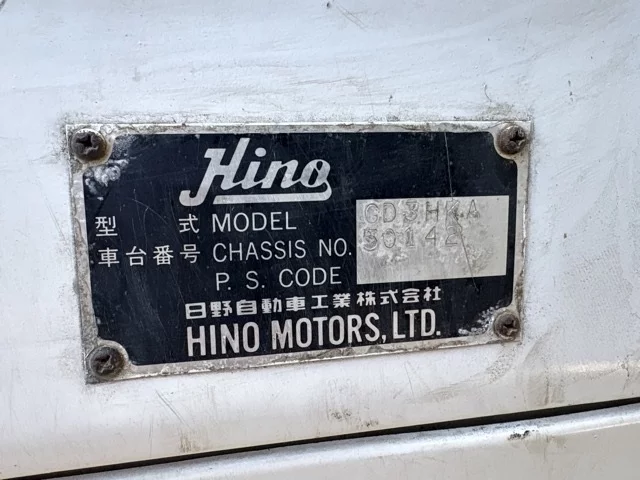 Hino
型 式 MODEL GD3HKA
車台番号 CHASSIS NO. 50142
P. S. CODE
日野自動車工業株式会社
HINO MOTORS, LTD.